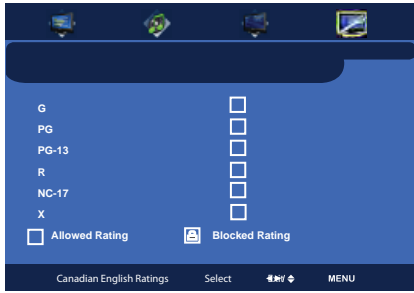 G
PG
PG-13
R
NC-17
X
Allowed Rating Blocked Rating
Canadian English Ratings Select MENU